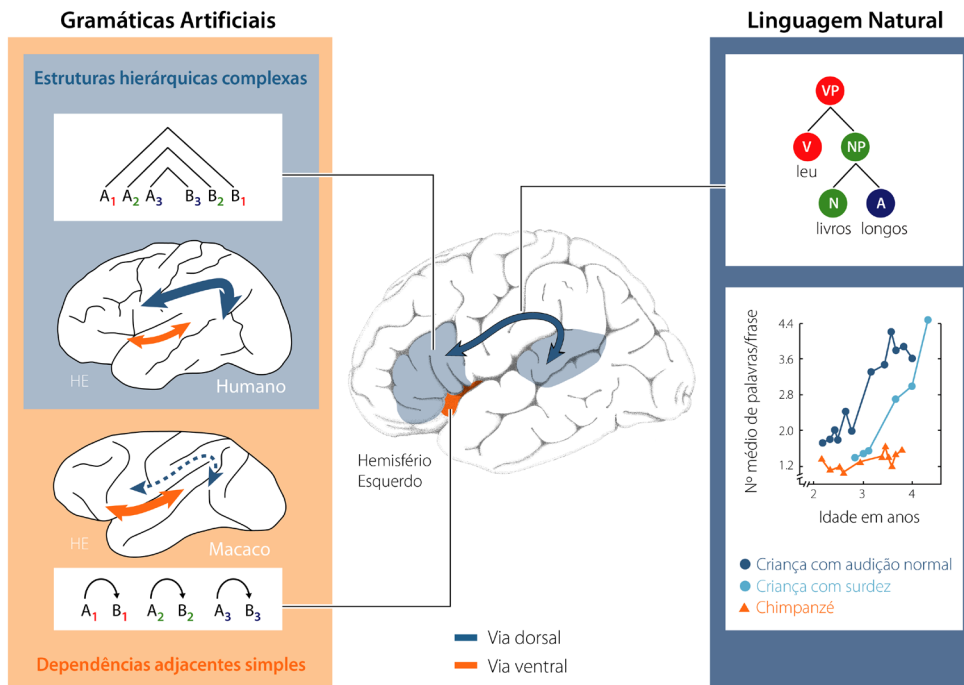 Gramáticas Artificiais
Estruturas hierárquicas complexas
A1 A2 A3 B3 B2 B1
HE
Humano
HE
Macaco
A1 B1 A2 B2 A3 B3
Dependências adjacentes simples
Hemisfério
Esquerdo
Via dorsal
Via ventral
Linguagem Natural
VP
V NP
leu
N A
livros longos
Nº médio de palavras/frase
4.4
3.6
2.8
2.0
1.2
2 3 4
Idade em anos
Criança com audição normal
Criança com surdez
Chimpanzé